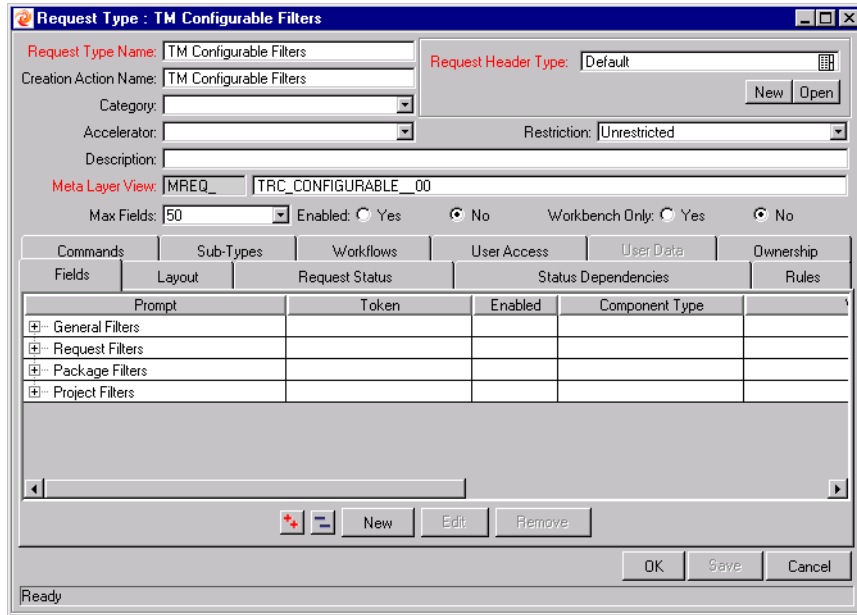 Request Type : TM Configurable Filters
Request Type Name: TM Configurable Filters
Request Header Type: Default
Creation Action Name: TM Configurable Filters
New Open
Category:
Accelerator:
Restriction: Unrestricted
Description:
Meta Layer View: MREQ_ TRC_CONFIGURABLE__00
Max Fields: 50 Enabled: Yes No Workbench Only: Yes No
Commands Sub-Types Workflows User Access User Data Ownership
Fields Layout Request Status Status Dependencies Rules
Prompt Token Enabled Component Type
General Filters
Request Filters
Package Filters
Project Filters
New Edit Remove
OK Save Cancel
Ready